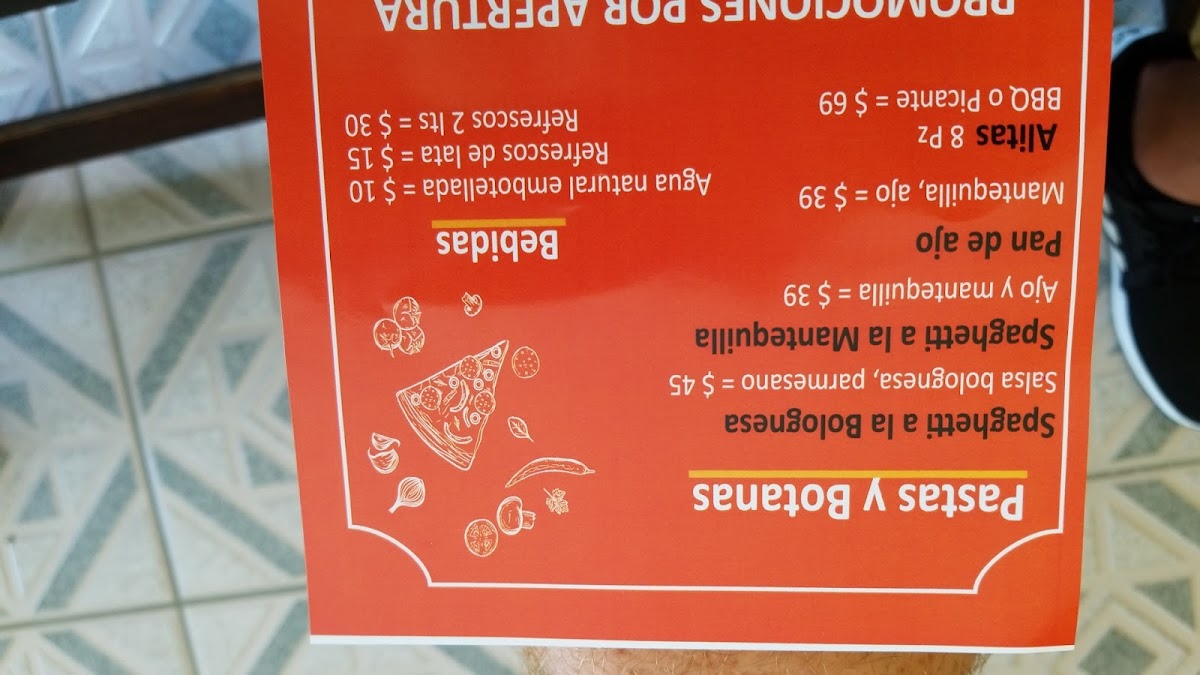 Pastas y Botanas
Spaghetti a la Bolognesa
Salsa bolognesa, parmesano = $ 45
Spaghetti a la Mantequilla
Ajo y mantequilla = $ 39
Pan de ajo
Mantequilla, ajo = $ 39
Alitas 8 Pz
BBQ o Picante = $ 69
Bebidas
Agua natural embotellada = $ 10
Refrescos de lata = $ 15
Refrescos 2 lts = $ 30
PROMOCIONES POR APERTURA